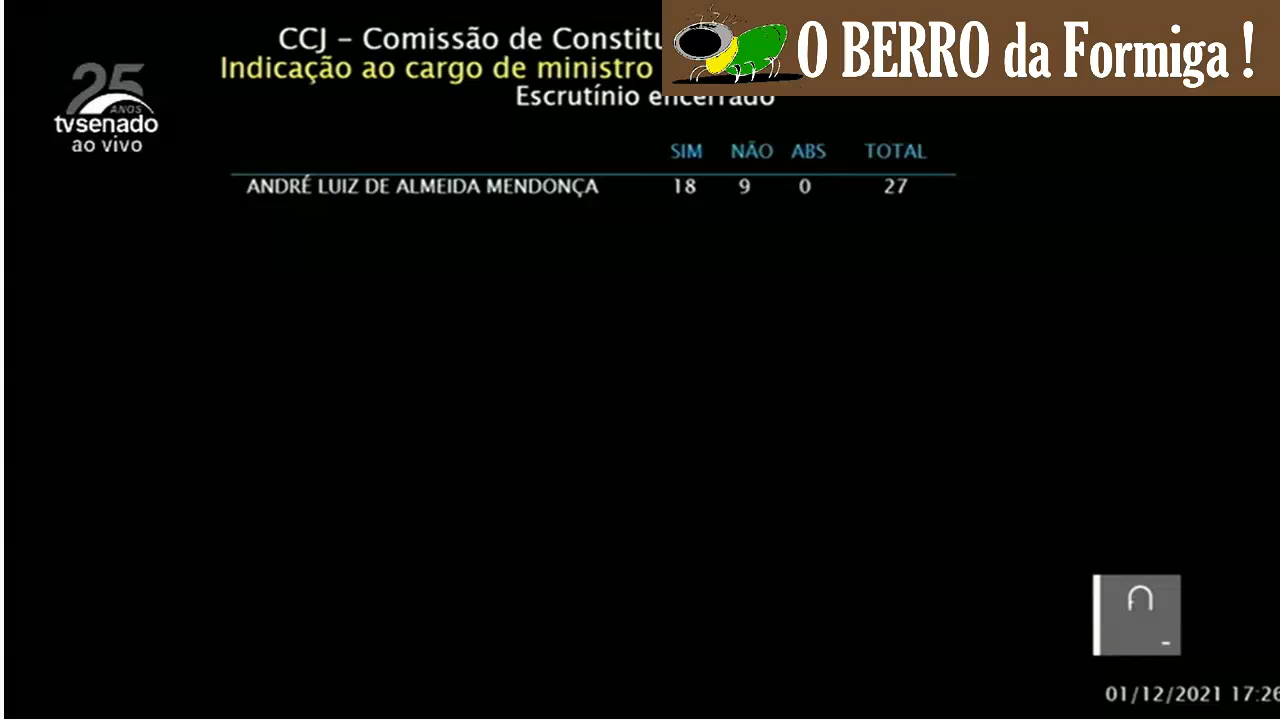 CCJ – Comissão de
Indicação ao cargo de ministro
Escrutínio encerrado
O BERRO da Formiga !
25
ANOS
tvsenado
ao vivo
SIM NÃO ABS TOTAL
ANDRÉ LUIZ DE ALMEIDA MENDONÇA 18 9 0 27
01/12/2021 17:26